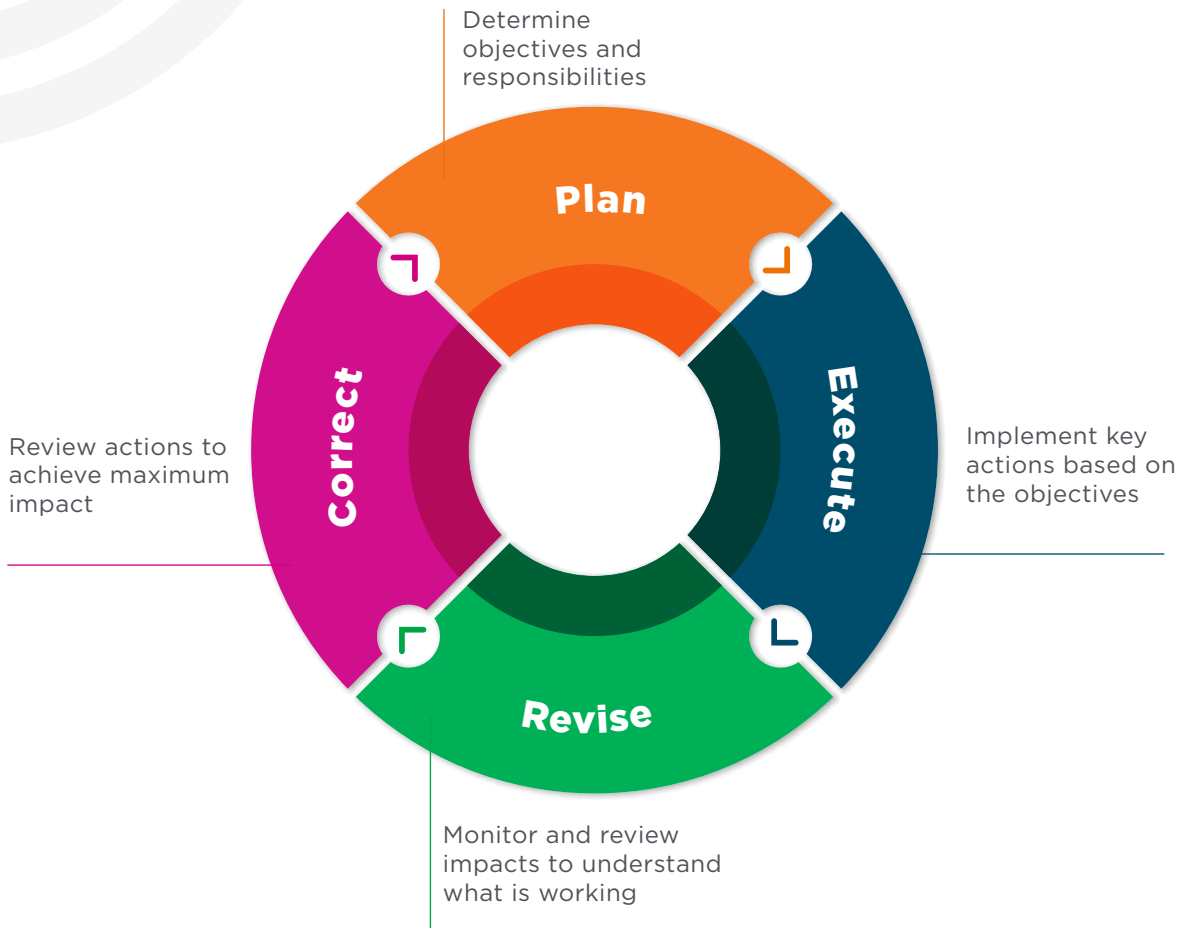 Determine
objectives and
responsibilities
Plan
Execute
Implement key
actions based on
the objectives
Revise
Monitor and review
impacts to understand
what is working
Correct
Review actions to
achieve maximum
impact